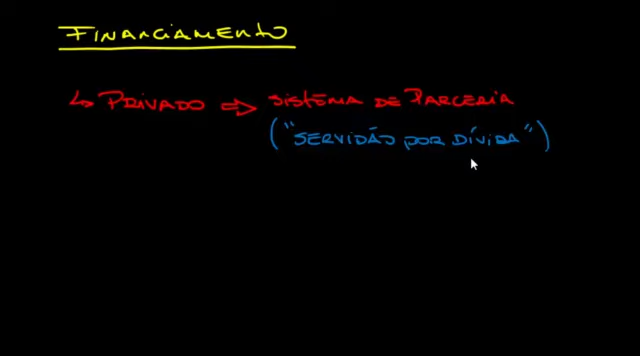 FINANCIAMENTO
↳ PRIVADO ⇒ SISTEMA DE PARCERIA
("SERVIDÃO POR DÍVIDA")